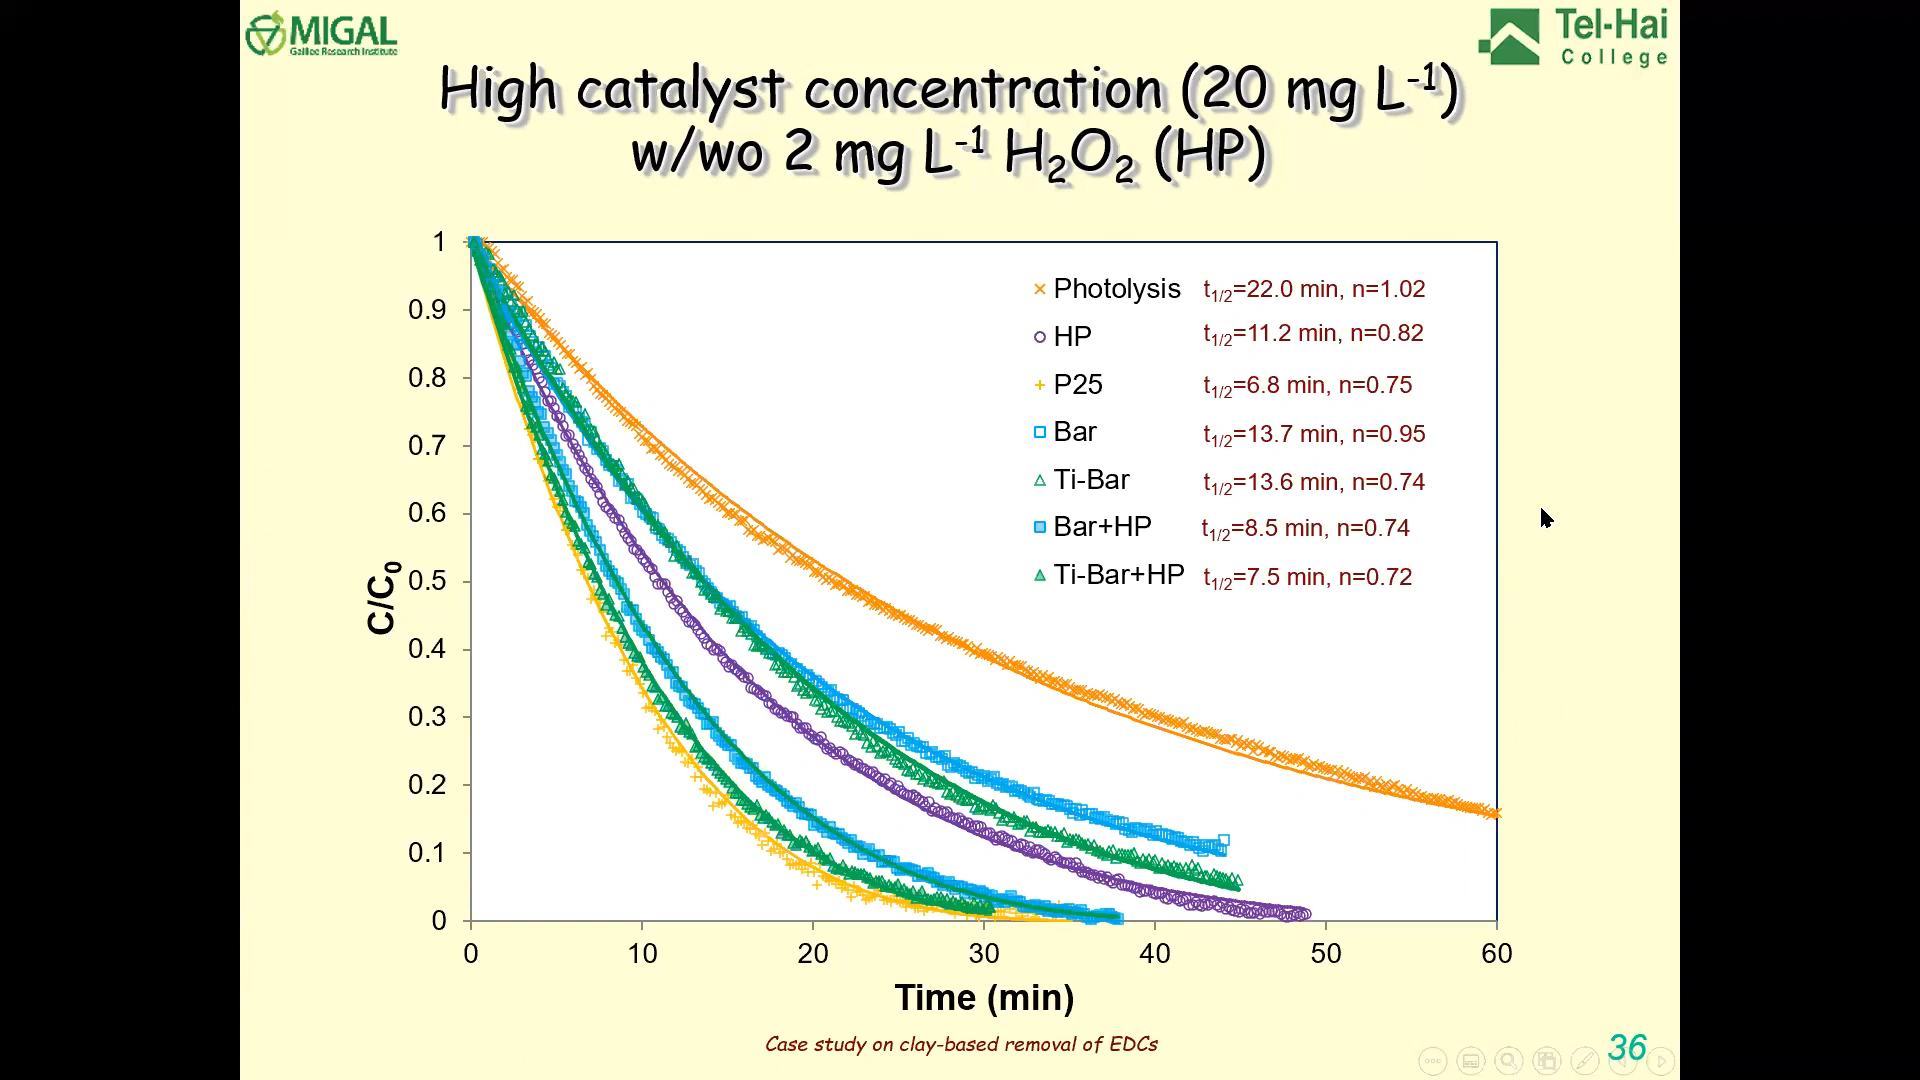 MIGAL
Galilee Research Institute
Tel-Hai
College
High catalyst concentration (20 mg L⁻¹)
w/wo 2 mg L⁻¹ H₂O₂ (HP)
1
0.9
0.8
0.7
0.6
0.5
0.4
0.3
0.2
0.1
0
C/C₀
Photolysis t₁/₂=22.0 min, n=1.02
HP t₁/₂=11.2 min, n=0.82
P25 t₁/₂=6.8 min, n=0.75
Bar t₁/₂=13.7 min, n=0.95
Ti-Bar t₁/₂=13.6 min, n=0.74
Bar+HP t₁/₂=8.5 min, n=0.74
Ti-Bar+HP t₁/₂=7.5 min, n=0.72
0 10 20 30 40 50 60
Time (min)
Case study on clay-based removal of EDCs
36